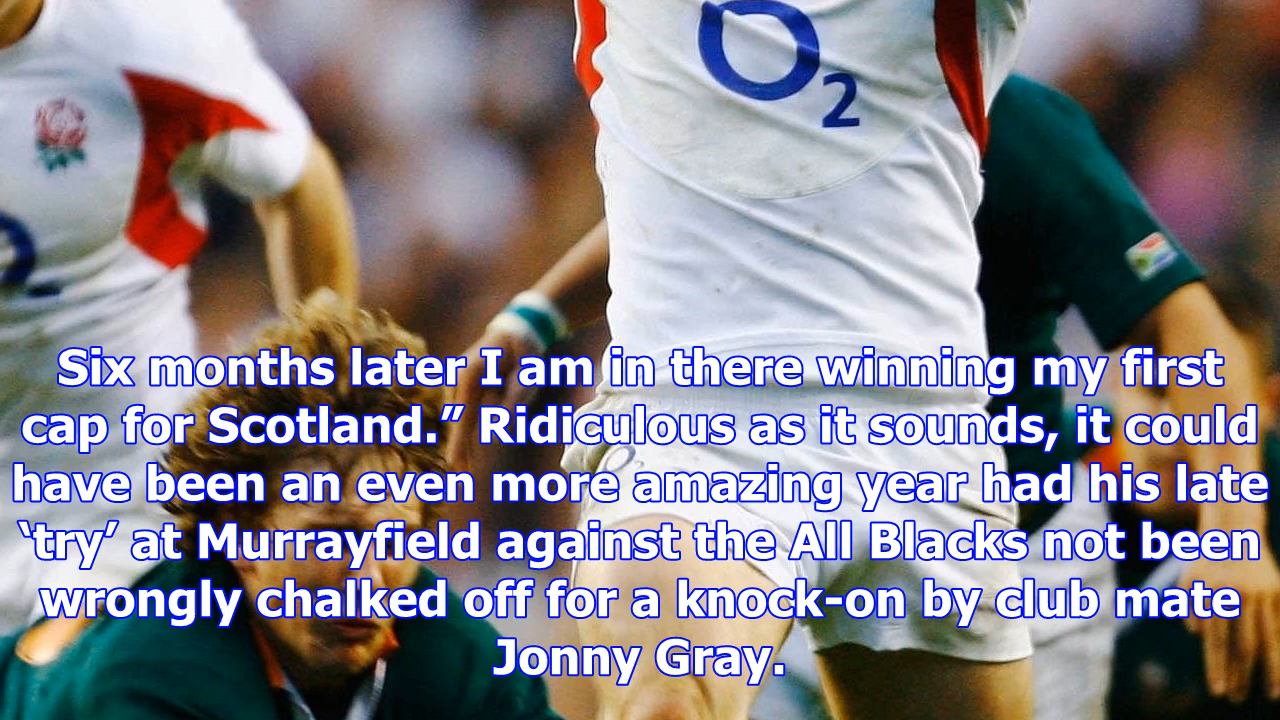 O2
Six months later I am in there winning my first
cap for Scotland.” Ridiculous as it sounds, it could
have been an even more amazing year had his late
‘try’ at Murrayfield against the All Blacks not been
wrongly chalked off for a knock-on by club mate
Jonny Gray.